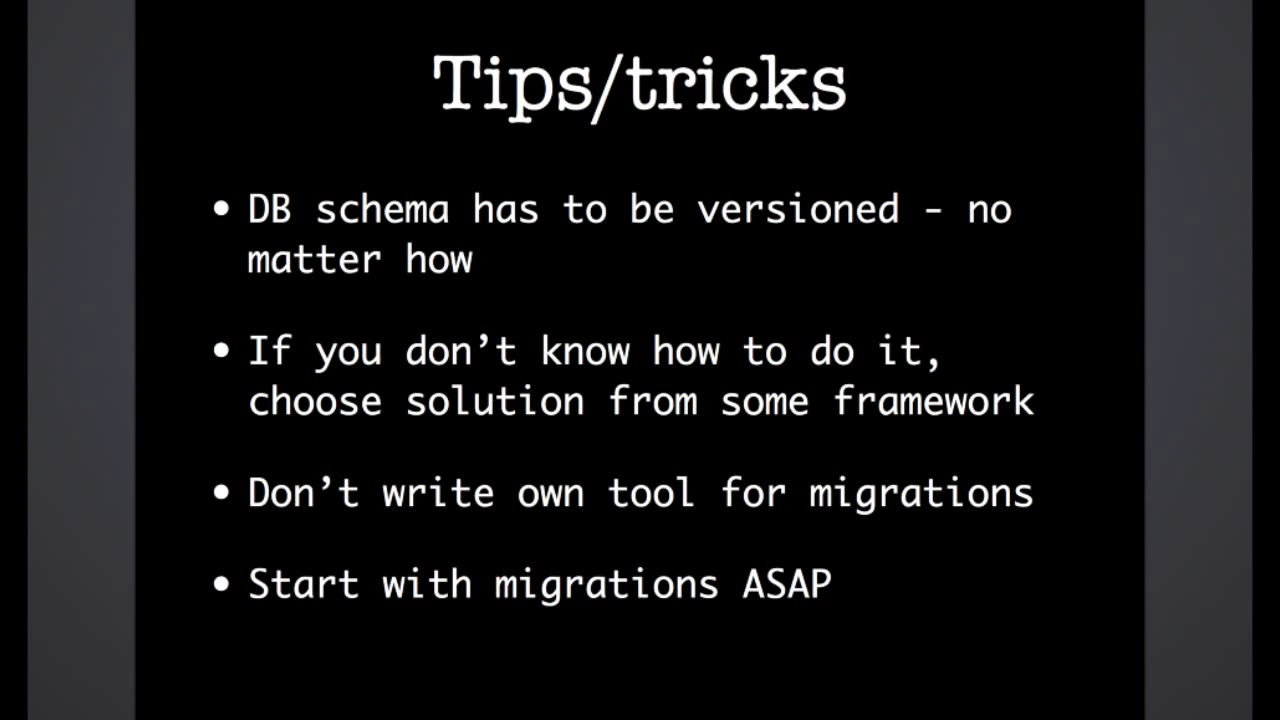 Tips/tricks
• DB schema has to be versioned - no
matter how
• If you don’t know how to do it,
choose solution from some framework
• Don’t write own tool for migrations
• Start with migrations ASAP